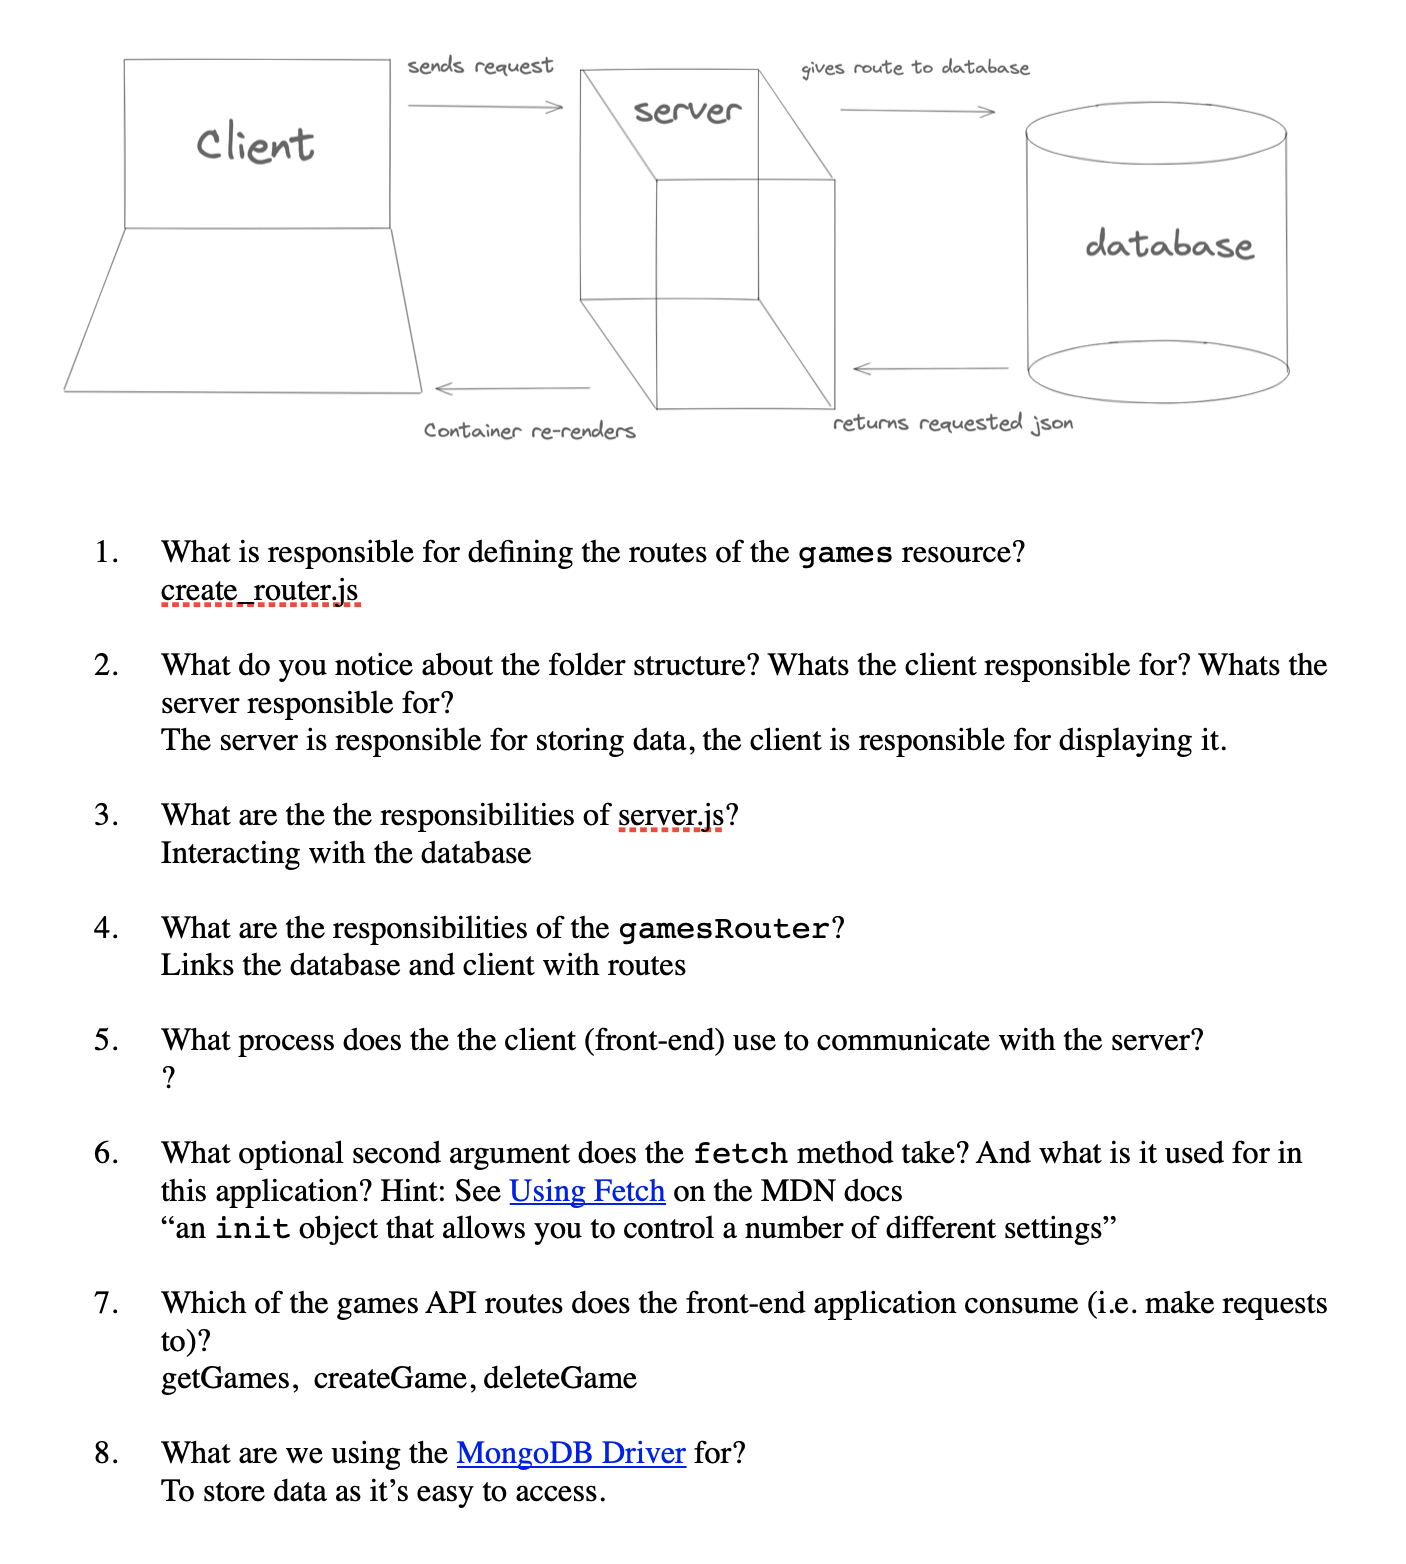 sends request
gives route to database
Client
server
database
Container re-renders
returns requested json
1. What is responsible for defining the routes of the games resource?
create_router.js
2. What do you notice about the folder structure? Whats the client responsible for? Whats the
server responsible for?
The server is responsible for storing data, the client is responsible for displaying it.
3. What are the the responsibilities of server.js?
Interacting with the database
4. What are the responsibilities of the gamesRouter?
Links the database and client with routes
5. What process does the the client (front-end) use to communicate with the server?
?
6. What optional second argument does the fetch method take? And what is it used for in
this application? Hint: See Using Fetch on the MDN docs
“an init object that allows you to control a number of different settings”
7. Which of the games API routes does the front-end application consume (i.e. make requests
to)?
getGames, createGame, deleteGame
8. What are we using the MongoDB Driver for?
To store data as it’s easy to access.